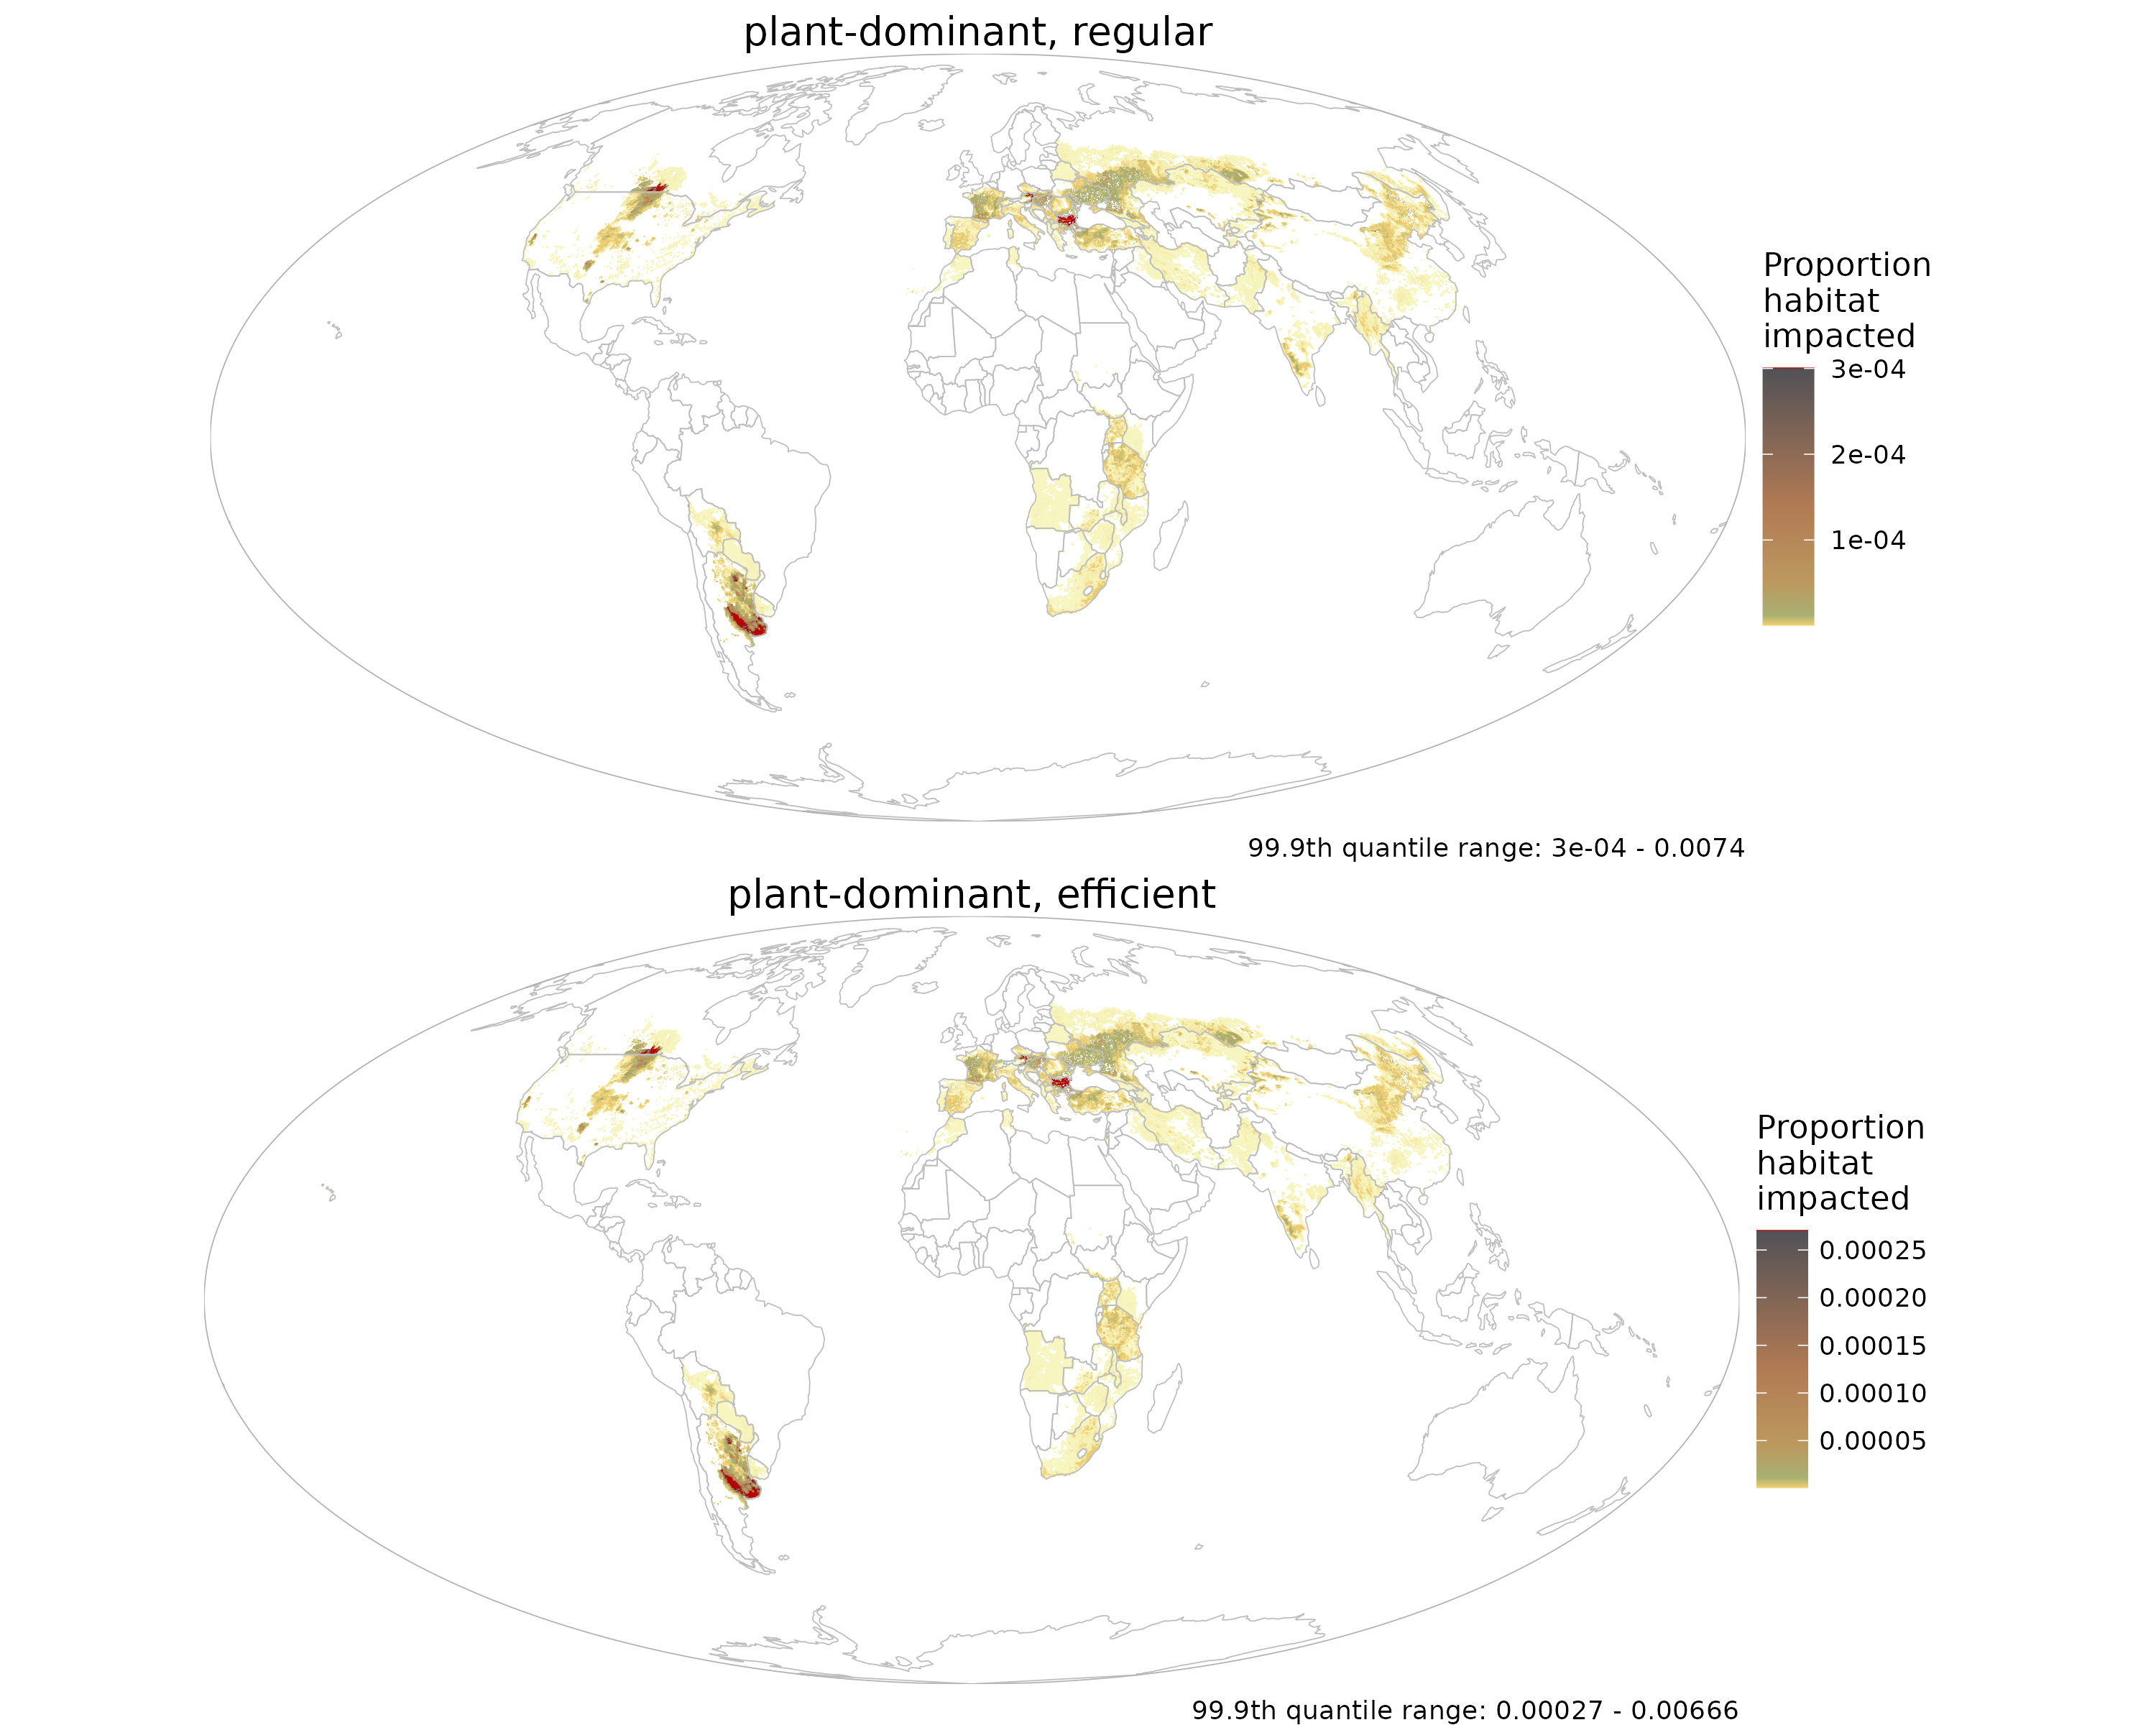 plant-dominant, regular
Proportion
habitat
impacted
3e-04
2e-04
1e-04
99.9th quantile range: 3e-04 - 0.0074
plant-dominant, efficient
Proportion
habitat
impacted
0.00025
0.00020
0.00015
0.00010
0.00005
99.9th quantile range: 0.00027 - 0.00666